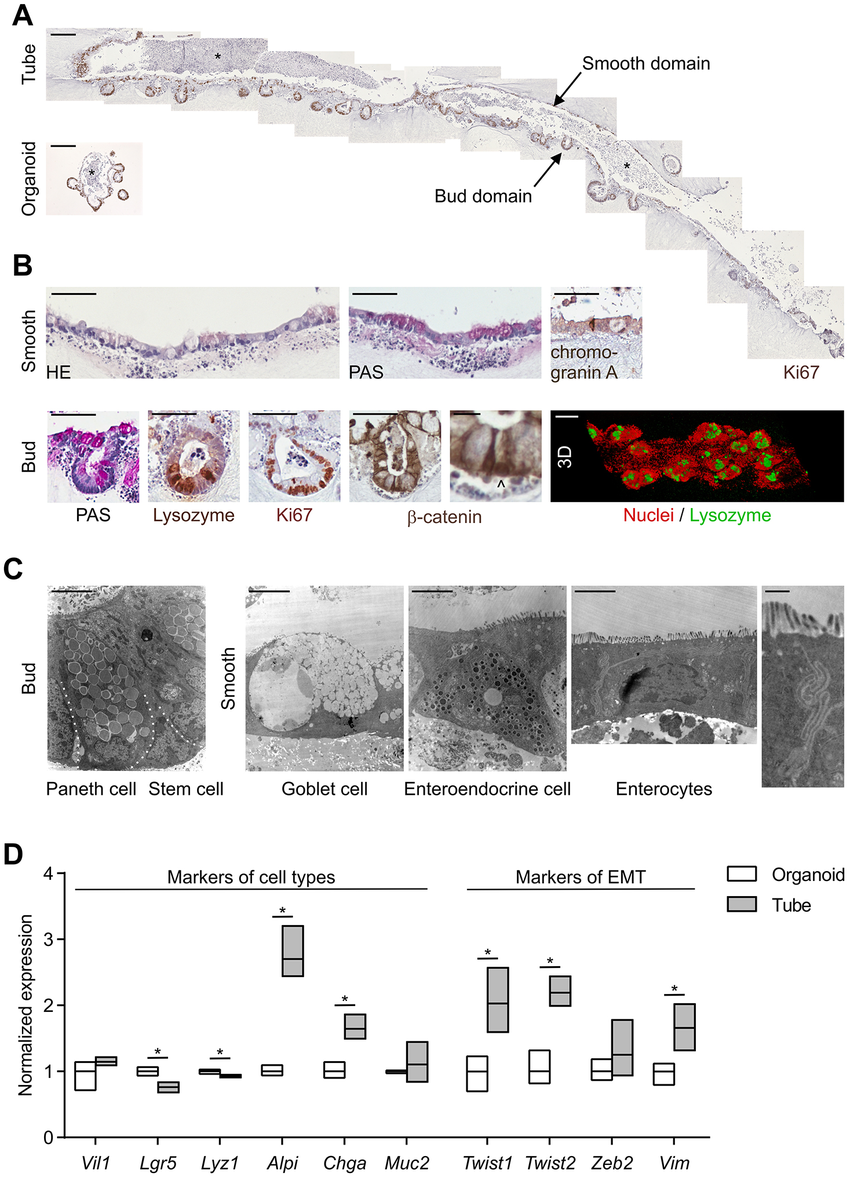 A
Tube
*
Smooth domain
Organoid
*
*
Bud domain
B
Smooth
HE
PAS
chromo-
granin A
Ki67
Bud
^
3D
PAS
Lysozyme
Ki67
β-catenin
Nuclei / Lysozyme
C
Bud
Smooth
Paneth cell
Stem cell
Goblet cell
Enteroendocrine cell
Enterocytes
D
Normalized expression
4
3
2
1
0
Markers of cell types
Markers of EMT
Organoid
Tube
* * * * * * *
Vil1 Lgr5 Lyz1 Alpi Chga Muc2 Twist1 Twist2 Zeb2 Vim